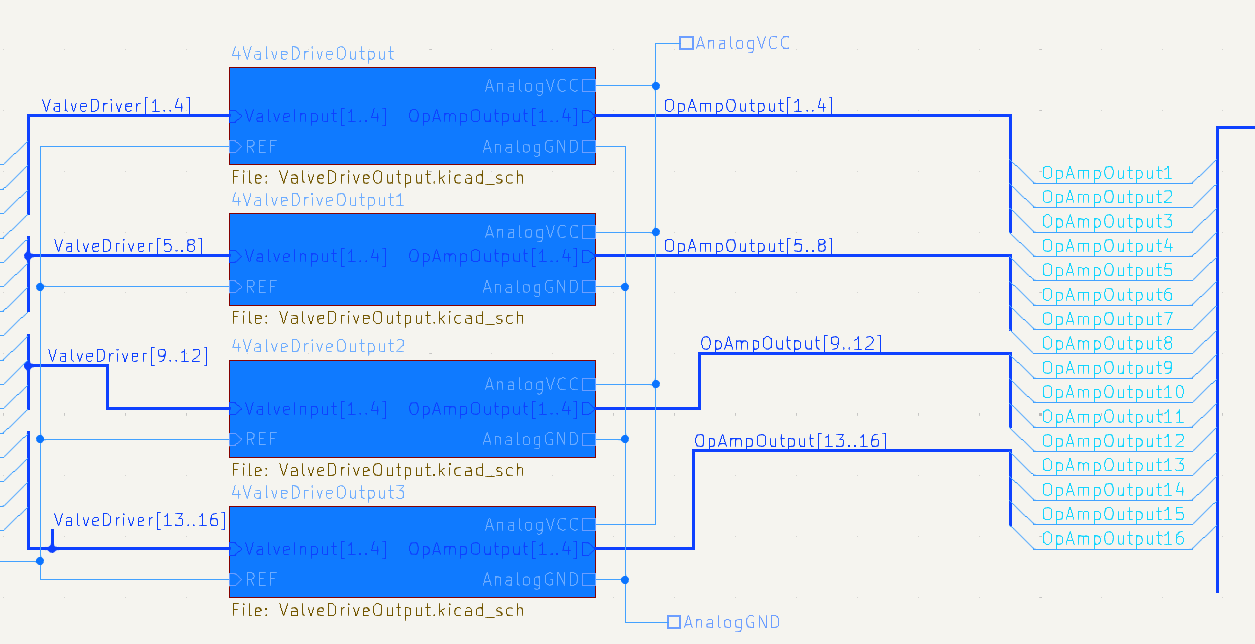 AnalogVCC
4ValveDriveOutput
AnalogVCC
ValveDriver[1..4]
ValveInput[1..4]
OpAmpOutput[1..4]
OpAmpOutput[1..4]
REF
AnalogGND
File: ValveDriveOutput.kicad_sch
4ValveDriveOutput1
AnalogVCC
ValveDriver[5..8]
ValveInput[1..4]
OpAmpOutput[1..4]
OpAmpOutput[5..8]
REF
AnalogGND
File: ValveDriveOutput.kicad_sch
4ValveDriveOutput2
AnalogVCC
ValveDriver[9..12]
ValveInput[1..4]
OpAmpOutput[1..4]
OpAmpOutput[9..12]
REF
AnalogGND
File: ValveDriveOutput.kicad_sch
4ValveDriveOutput3
AnalogVCC
ValveDriver[13..16]
ValveInput[1..4]
OpAmpOutput[1..4]
OpAmpOutput[13..16]
REF
AnalogGND
File: ValveDriveOutput.kicad_sch
AnalogGND
OpAmpOutput1
OpAmpOutput2
OpAmpOutput3
OpAmpOutput4
OpAmpOutput5
OpAmpOutput6
OpAmpOutput7
OpAmpOutput8
OpAmpOutput9
OpAmpOutput10
OpAmpOutput11
OpAmpOutput12
OpAmpOutput13
OpAmpOutput14
OpAmpOutput15
OpAmpOutput16